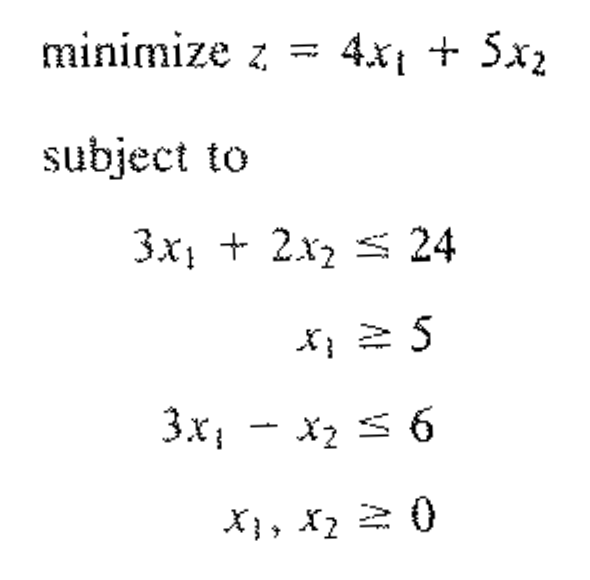 minimize z = 4x₁ + 5x₂
subject to
3x₁ + 2x₂ ≤ 24
x₁ ≥ 5
3x₁ − x₂ ≤ 6
x₁, x₂ ≥ 0